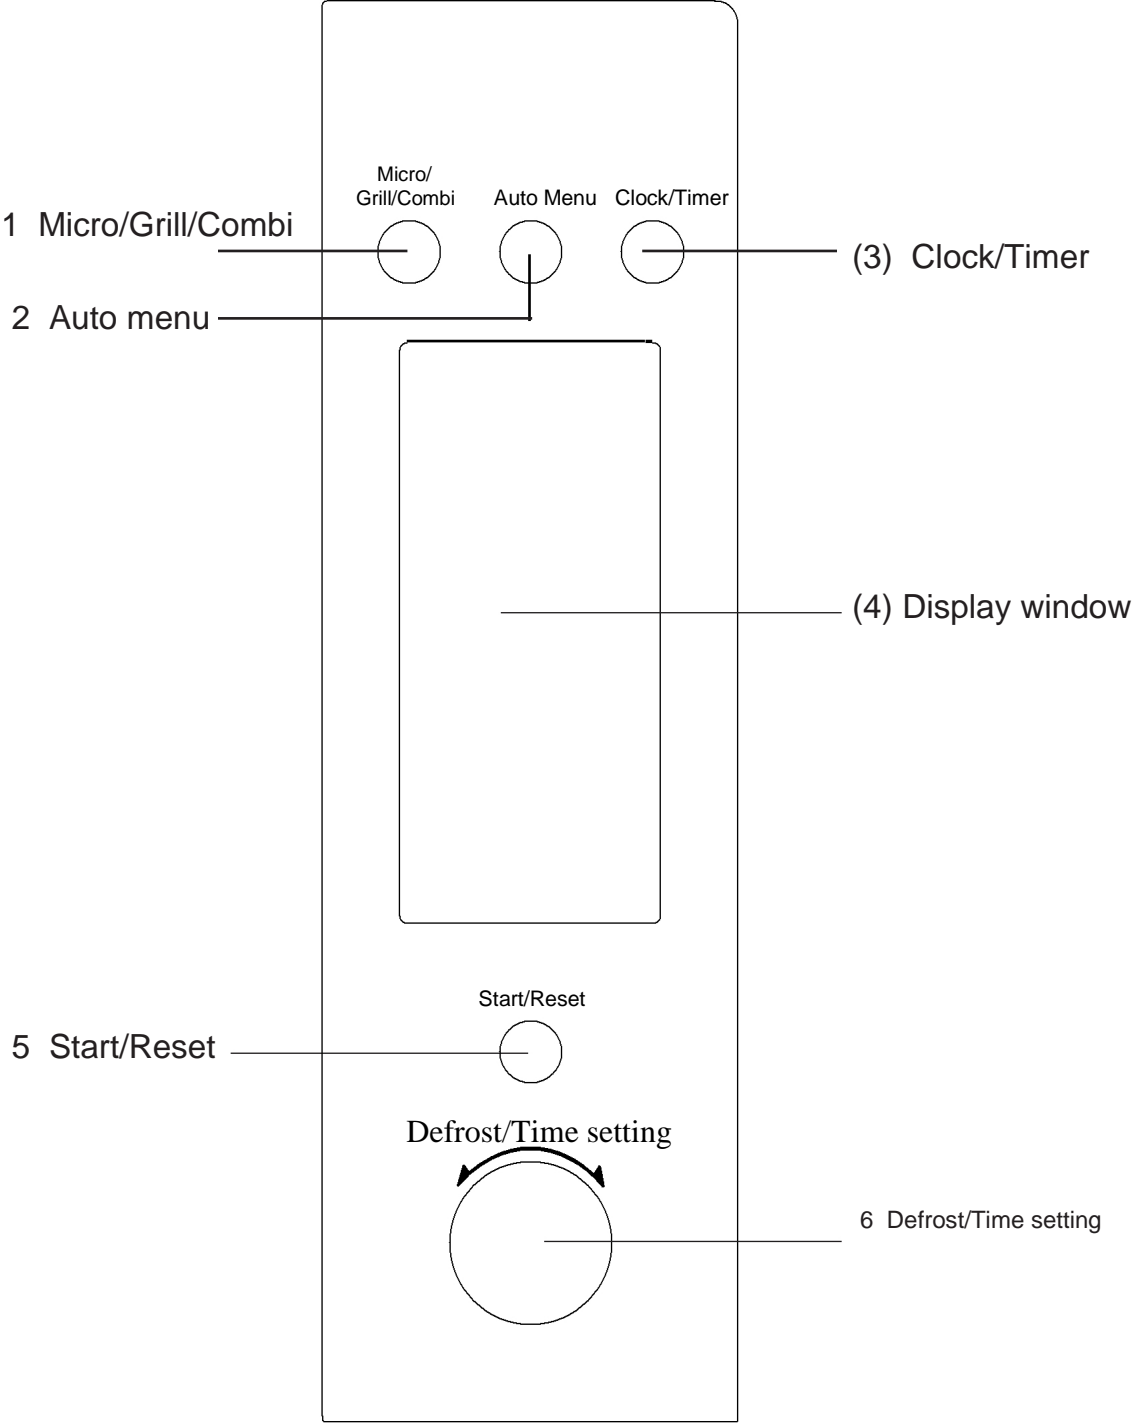 Micro/
Grill/Combi
Auto Menu
Clock/Timer
1 Micro/Grill/Combi
(3) Clock/Timer
2 Auto menu
(4) Display window
Start/Reset
5 Start/Reset
Defrost/Time setting
6 Defrost/Time setting